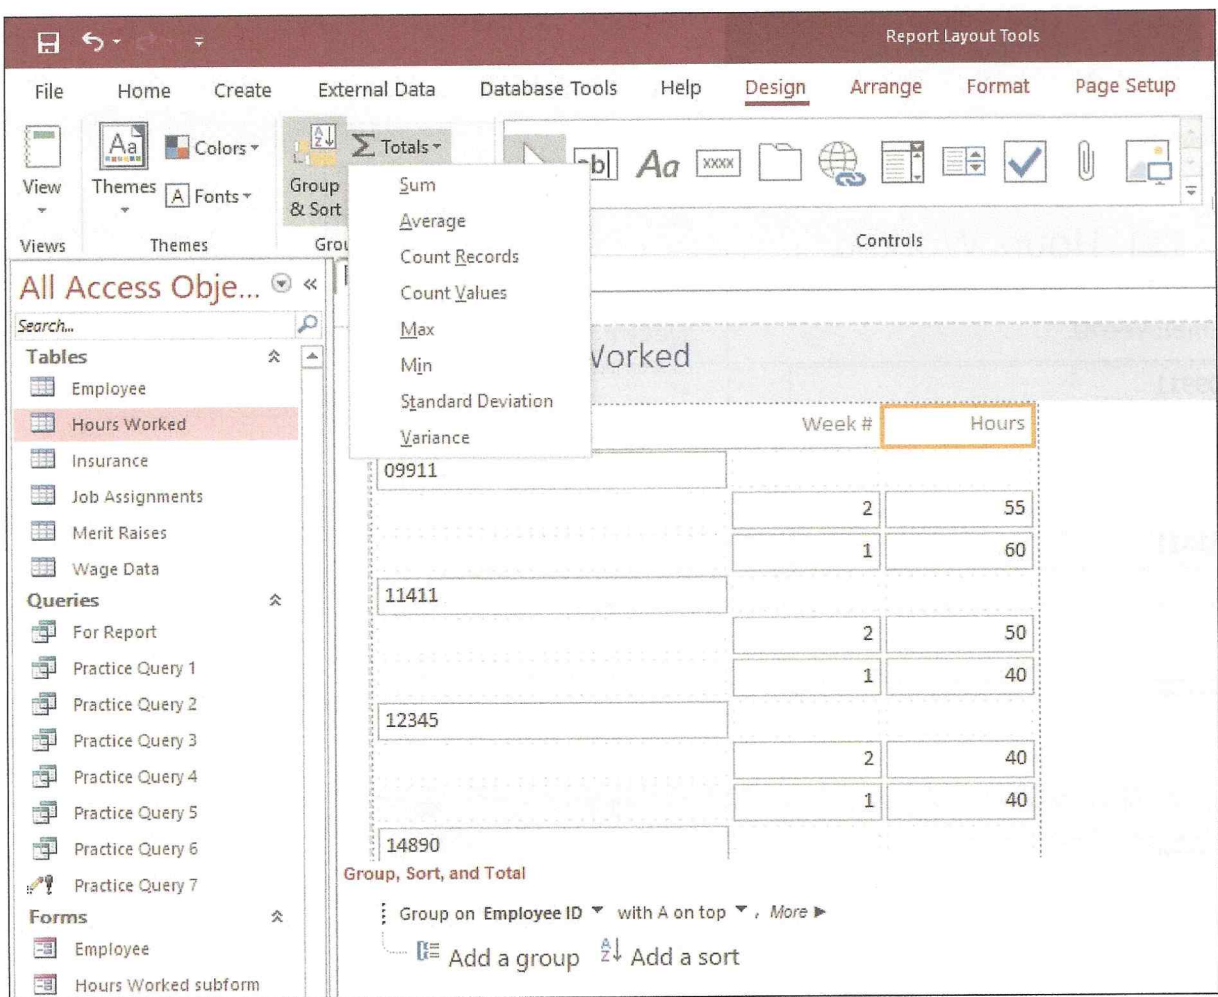 Report Layout Tools
File Home Create External Data Database Tools Help Design Arrange Format Page Setup
View
Themes
Colors
Fonts
Group
& Sort
Totals
Aa
A
ab|
Aa
XXXX
Sum
Average
Count Records
Count Values
Max
Min
Standard Deviation
Variance
Views Themes Grou Controls
All Access Obje...
Search...
Tables
Employee
Hours Worked
Insurance
Job Assignments
Merit Raises
Wage Data
Queries
For Report
Practice Query 1
Practice Query 2
Practice Query 3
Practice Query 4
Practice Query 5
Practice Query 6
Practice Query 7
Forms
Employee
Hours Worked subform
Worked
Week # Hours
09911
2 55
1 60
11411
2 50
1 40
12345
2 40
1 40
14890
Group, Sort, and Total
Group on Employee ID with A on top , More
Add a group Add a sort